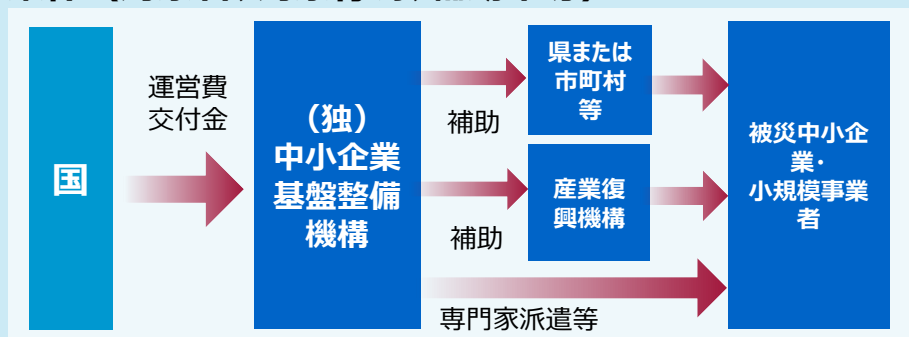 国
運営費
交付金
（独）
中小企業
基盤整備
機構
補助
県または
市町村
等
補助
産業復
興機構
専門家派遣等
被災中小企
業・
小規模事業
者